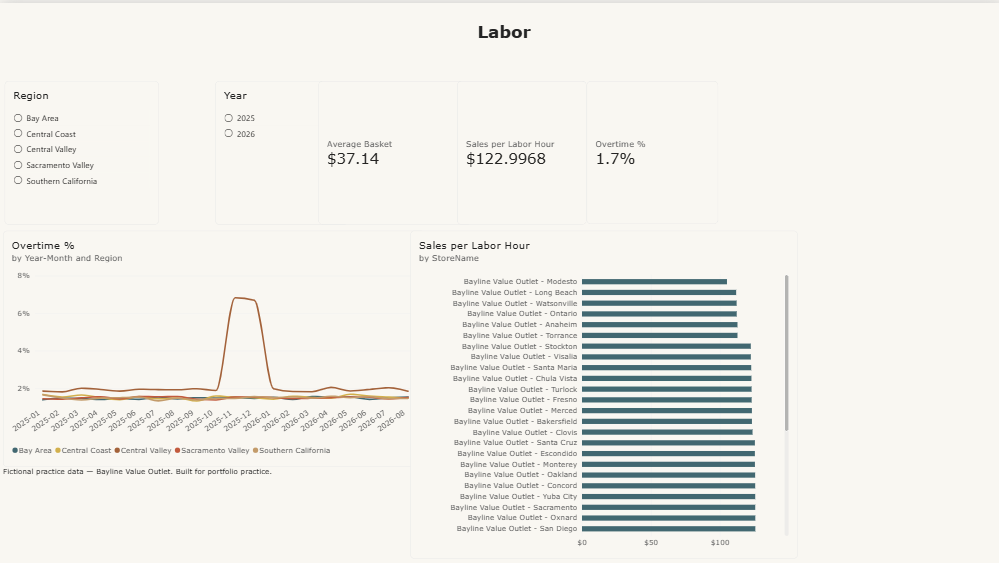 Labor
Region
Bay Area
Central Coast
Central Valley
Sacramento Valley
Southern California
Year
2025
2026
Average Basket
$37.14
Sales per Labor Hour
$122.9968
Overtime %
1.7%
Overtime %
by Year-Month and Region
8%
6%
4%
2%
2025-01
2025-02
2025-03
2025-04
2025-05
2025-06
2025-07
2025-08
2025-09
2025-10
2025-11
2025-12
2026-01
2026-02
2026-03
2026-04
2026-05
2026-06
2026-07
2026-08
Bay Area Central Coast Central Valley Sacramento Valley Southern California
Fictional practice data — Bayline Value Outlet. Built for portfolio practice.
Sales per Labor Hour
by StoreName
Bayline Value Outlet - Modesto
Bayline Value Outlet - Long Beach
Bayline Value Outlet - Watsonville
Bayline Value Outlet - Ontario
Bayline Value Outlet - Anaheim
Bayline Value Outlet - Torrance
Bayline Value Outlet - Stockton
Bayline Value Outlet - Visalia
Bayline Value Outlet - Santa Maria
Bayline Value Outlet - Chula Vista
Bayline Value Outlet - Turlock
Bayline Value Outlet - Fresno
Bayline Value Outlet - Merced
Bayline Value Outlet - Bakersfield
Bayline Value Outlet - Clovis
Bayline Value Outlet - Santa Cruz
Bayline Value Outlet - Escondido
Bayline Value Outlet - Monterey
Bayline Value Outlet - Oakland
Bayline Value Outlet - Concord
Bayline Value Outlet - Yuba City
Bayline Value Outlet - Sacramento
Bayline Value Outlet - Oxnard
Bayline Value Outlet - San Diego
$0 $50 $100